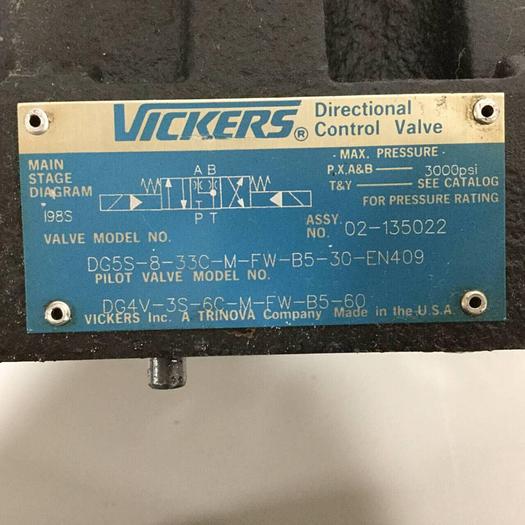 VICKERS® Directional
Control Valve
MAIN
STAGE
DIAGRAM
198S
A B
T
P T
· MAX. PRESSURE ·
P,X,A&B 3000psi
T&Y SEE CATALOG
FOR PRESSURE RATING
ASSY.
NO. 02-135022
VALVE MODEL NO.
DG5S-8-33C-M-FW-B5-30-EN409
PILOT VALVE MODEL NO.
DG4V-3S-6C-M-FW-B5-60
VICKERS Inc. A TRINOVA Company Made in the U.S.A.